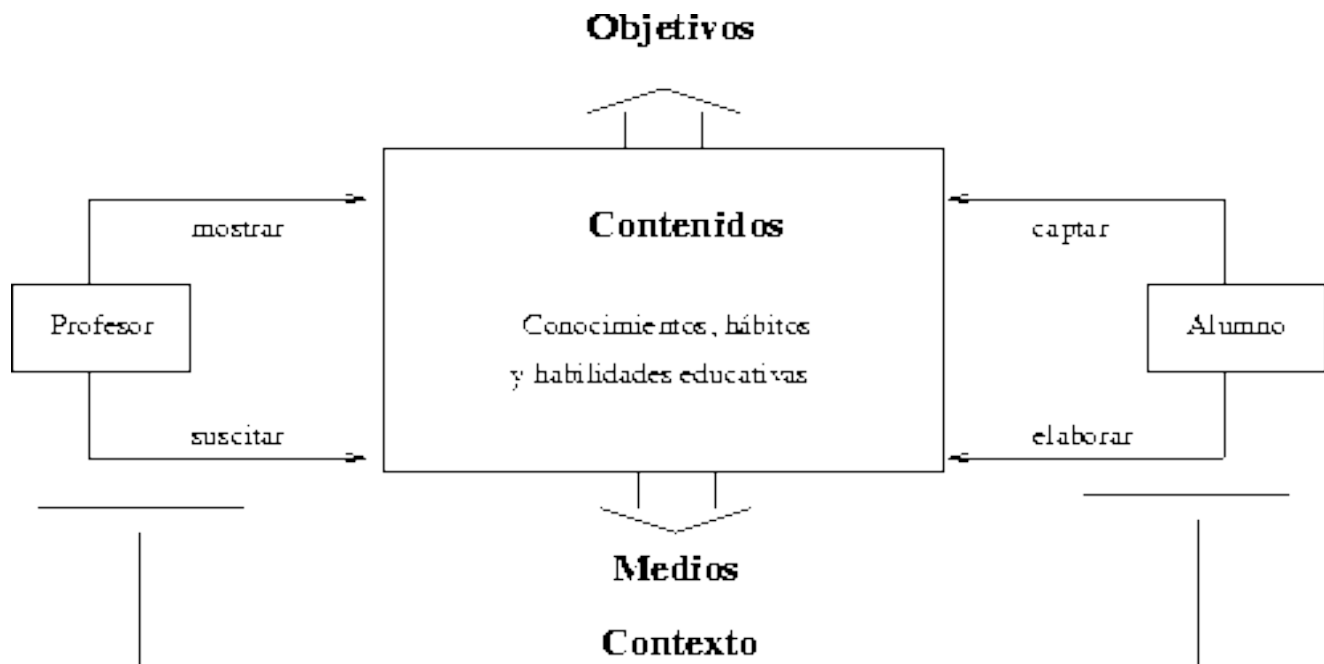 Objetivos
mostrar
Contenidos
captar
Profesor
Conocimientos, hábitos
y habilidades educativas
Alumno
suscitar
elaborar
Medios
Contexto